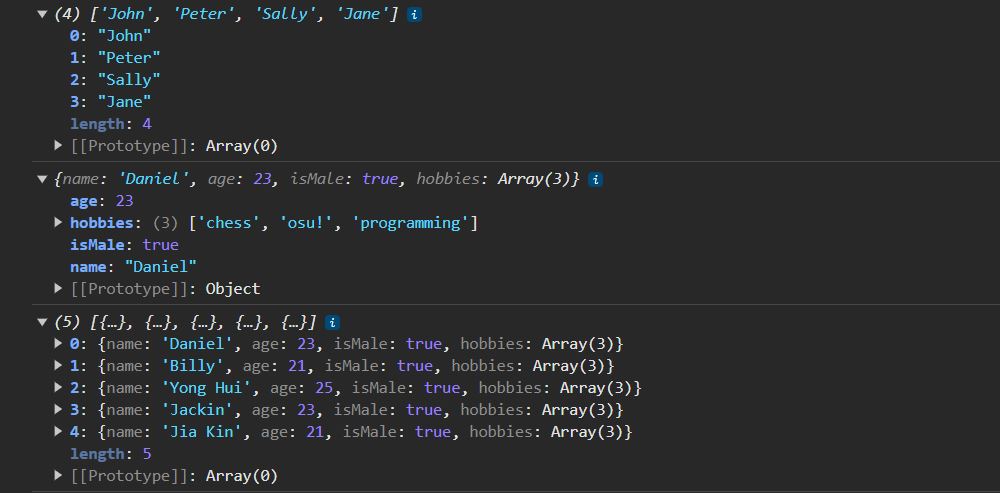 (4) ['John', 'Peter', 'Sally', 'Jane'] i
0: "John"
1: "Peter"
2: "Sally"
3: "Jane"
length: 4
[[Prototype]]: Array(0)
{name: 'Daniel', age: 23, isMale: true, hobbies: Array(3)} i
age: 23
hobbies: (3) ['chess', 'osu!', 'programming']
isMale: true
name: "Daniel"
[[Prototype]]: Object
(5) [{…}, {…}, {…}, {…}, {…}] i
0: {name: 'Daniel', age: 23, isMale: true, hobbies: Array(3)}
1: {name: 'Billy', age: 21, isMale: true, hobbies: Array(3)}
2: {name: 'Yong Hui', age: 25, isMale: true, hobbies: Array(3)}
3: {name: 'Jackin', age: 23, isMale: true, hobbies: Array(3)}
4: {name: 'Jia Kin', age: 21, isMale: true, hobbies: Array(3)}
length: 5
[[Prototype]]: Array(0)